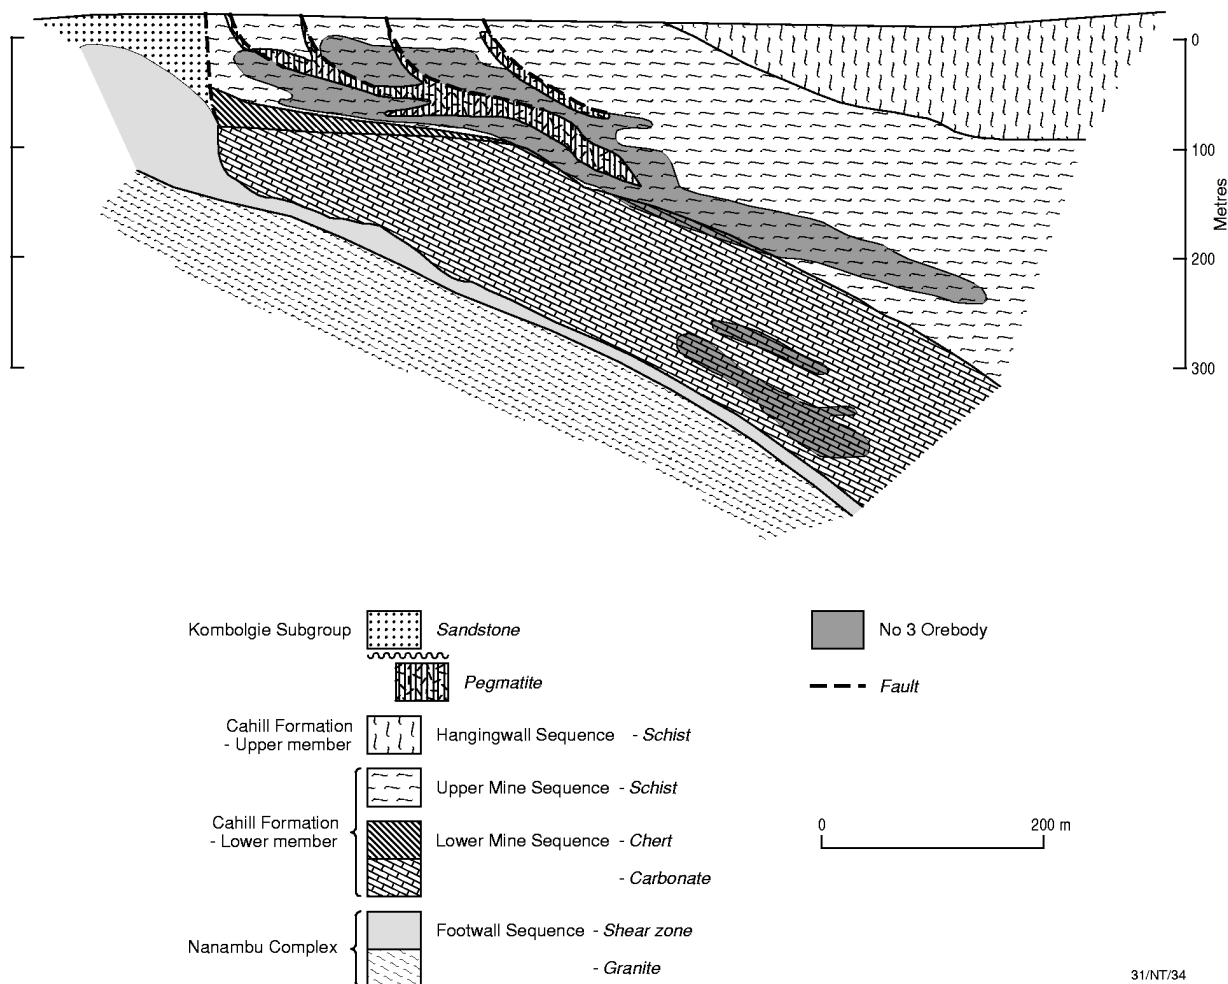 0
100
200
300
Metres
Kombolgie Subgroup
Sandstone
Pegmatite
Cahill Formation
- Upper member
Hangingwall Sequence - Schist
Cahill Formation
- Lower member
Upper Mine Sequence - Schist
Lower Mine Sequence - Chert
- Carbonate
Nanambu Complex
Footwall Sequence - Shear zone
- Granite
No 3 Orebody
Fault
0 200 m
31/NT/34